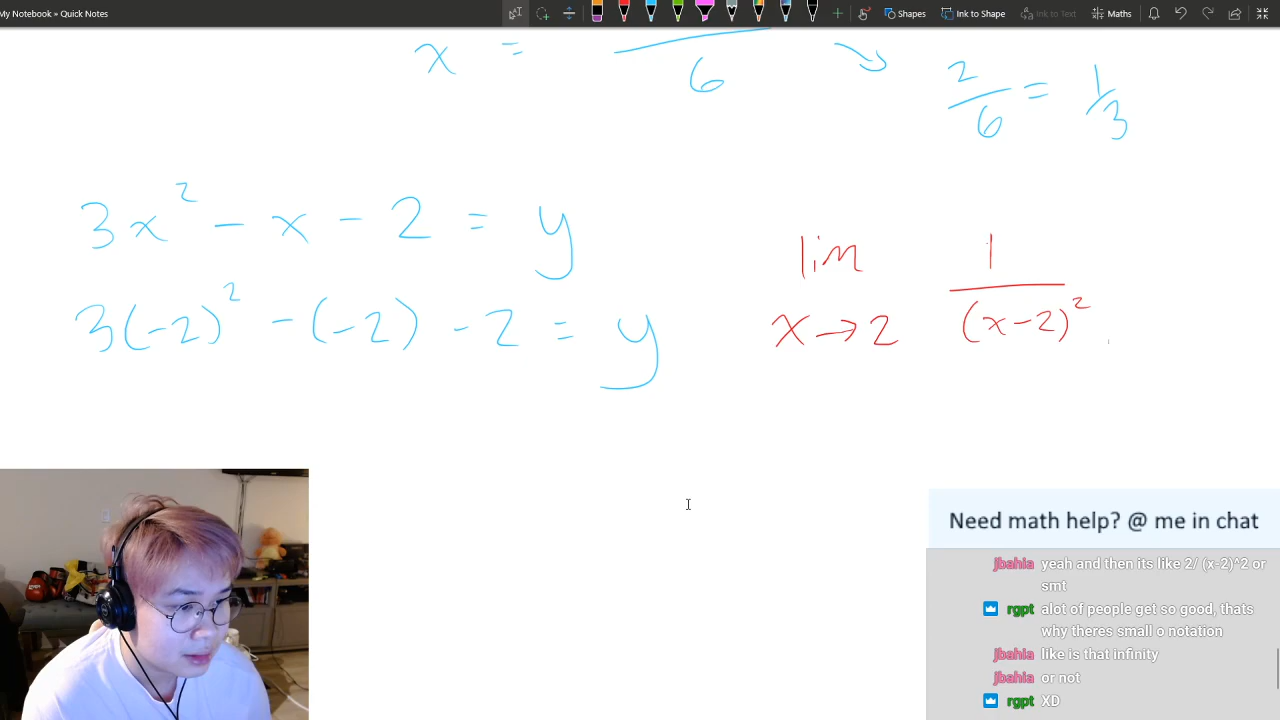 My Notebook » Quick Notes
Shapes
Ink to Shape
Ink to Text
Maths
x =
6
2/6 = 1/3
3x² - x - 2 = y
3(-2)² - (-2) - 2 = y
lim x→2 1/(x-2)²
Need math help? @ me in chat
jbahia yeah and then its like 2/ (x-2)^2 or
smt
rgpt alot of people get so good, thats
why theres small o notation
jbahia like is that infinity
jbahia or not
rgpt XD